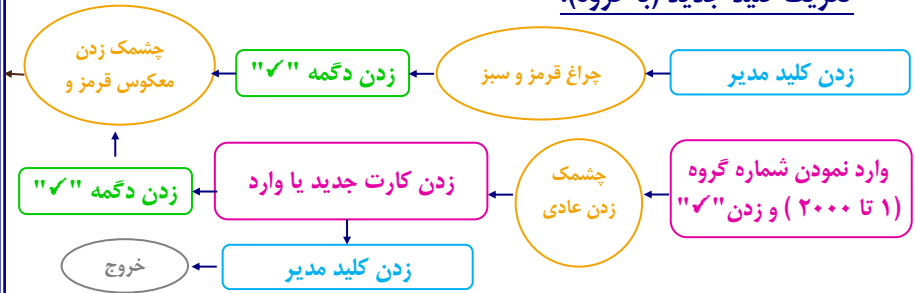 تعریف کلید جدید (با گروه):
زدن کلید مدیر
چراغ قرمز و سبز
زدن دگمه "✓"
چشمک زدن
معکوس قرمز و
وارد نمودن شماره گروه
(۱ تا ۲۰۰۰ ) و زدن"✓"
چشمک
زدن عادی
زدن کارت جدید یا وارد
زدن دگمه "✓"
زدن کلید مدیر
خروج